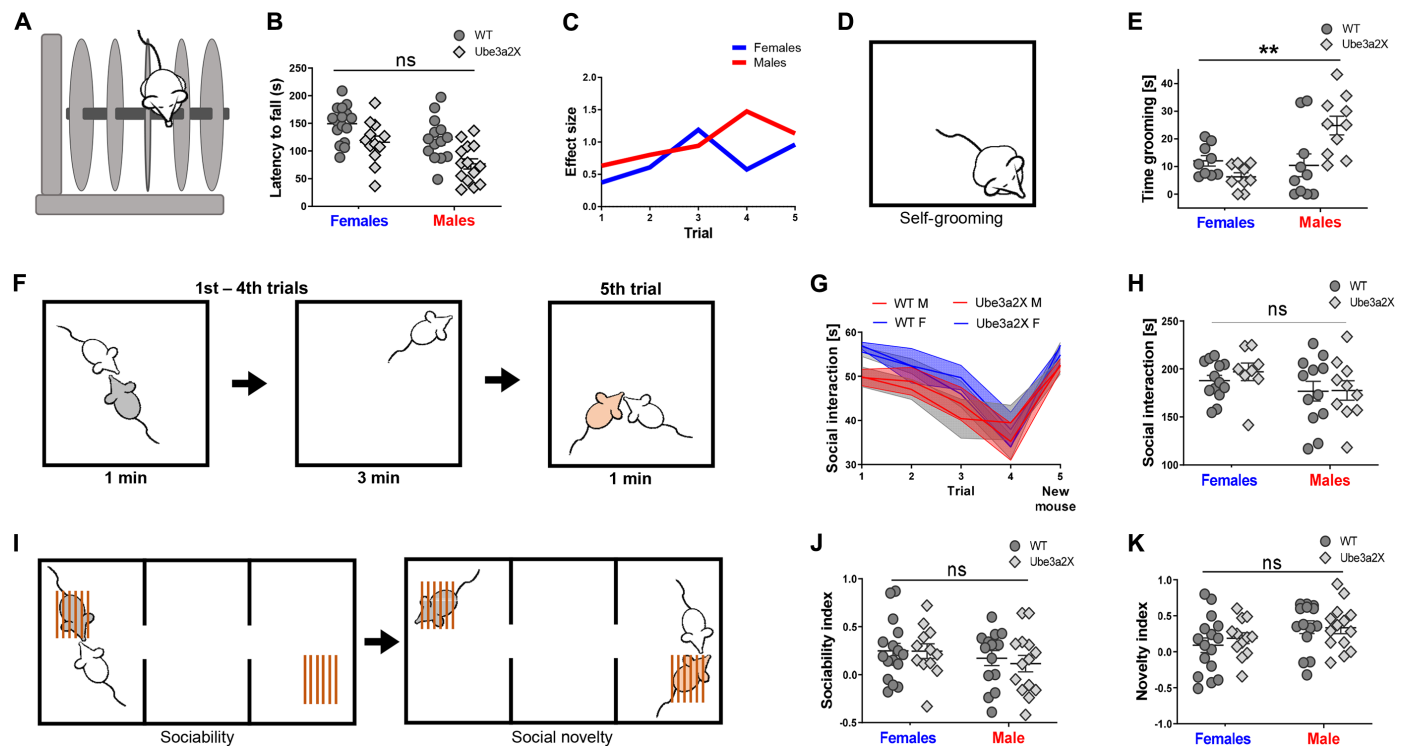 A
B
WT
Ube3a2X
ns
Latency to fall (s)
250
200
150
100
50
0
Females
Males
C
Females
Males
Effect size
2.0
1.5
1.0
0.5
0.0
1
2
3
4
5
Trial
D
Self-grooming
E
WT
Ube3a2X
**
Time grooming [s]
50
40
30
20
10
0
Females
Males
F
1st – 4th trials
5th trial
1 min
3 min
1 min
G
WT M
Ube3a2X M
WT F
Ube3a2X F
Social interaction [s]
60
50
40
30
1
2
3
4
5
Trial
New
mouse
H
WT
Ube3a2X
ns
Social interaction [s]
250
200
150
100
Females
Males
I
Sociability
Social novelty
J
WT
Ube3a2X
ns
Sociability index
1.0
0.5
0.0
-0.5
Females
Male
K
WT
Ube3a2X
ns
Novelty index
1.0
0.5
0.0
-0.5
-1.0
Females
Male